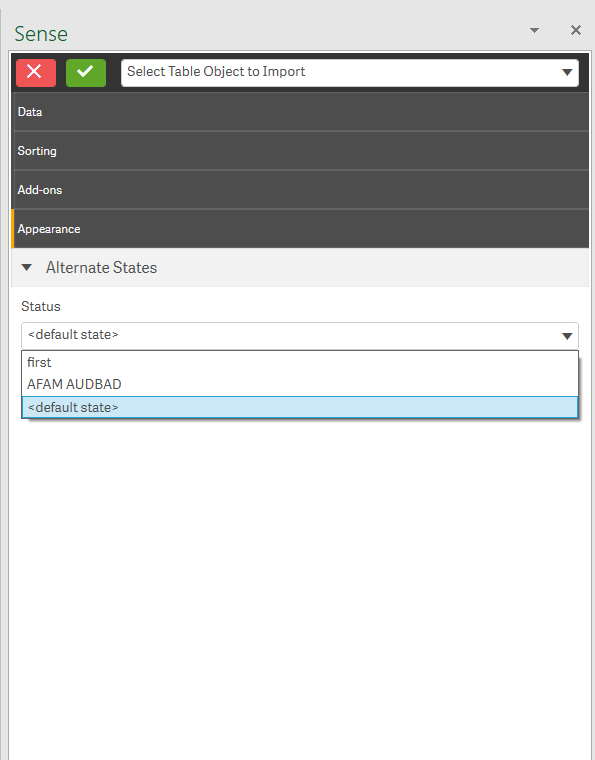 Sense
Select Table Object to Import
Data
Sorting
Add-ons
Appearance
Alternate States
Status
<default state>
first
AFAM AUDBAD
<default state>